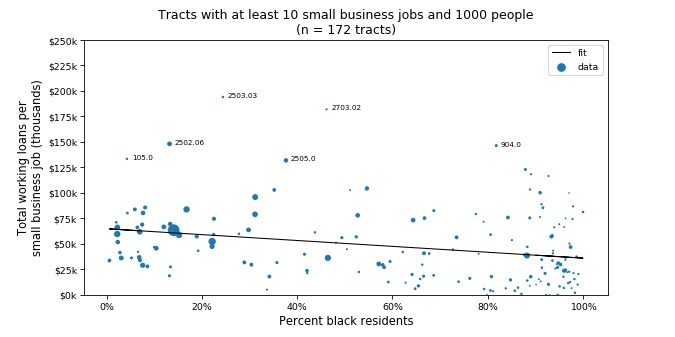 Tracts with at least 10 small business jobs and 1000 people
(n = 172 tracts)
$250k
$225k
$200k
$175k
$150k
$125k
$100k
$75k
$50k
$25k
$0k
Total working loans per
small business job (thousands)
fit
data
2503.03
2703.02
2502.06
904.0
105.0
2505.0
0%
20%
40%
60%
80%
100%
Percent black residents